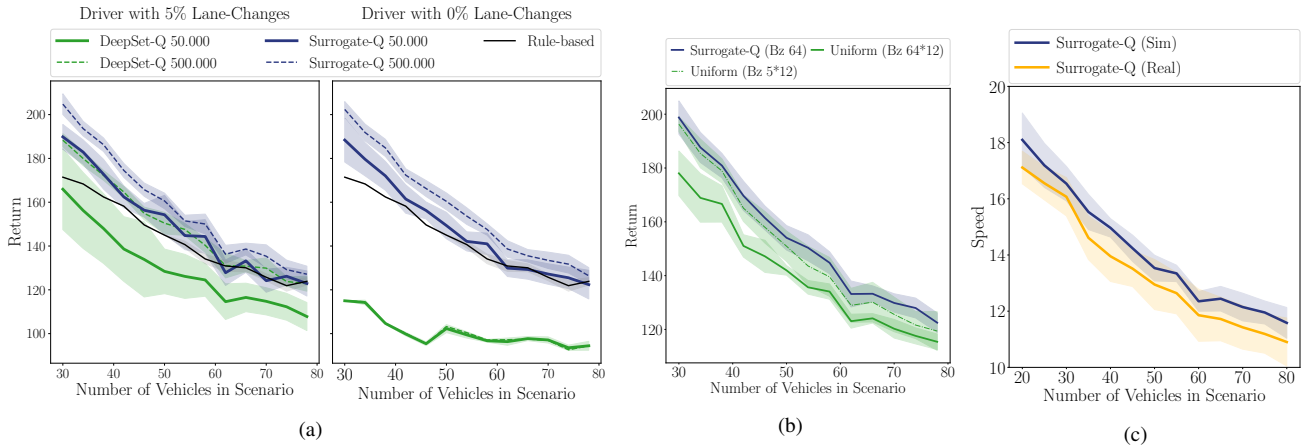 Driver with 5% Lane-Changes
Driver with 0% Lane-Changes
DeepSet-Q 50.000
DeepSet-Q 500.000
Surrogate-Q 50.000
Surrogate-Q 500.000
Rule-based
Return
200
180
160
140
120
100
30 40 50 60 70 80
Number of Vehicles in Scenario
30 40 50 60 70 80
Number of Vehicles in Scenario
(a)
Surrogate-Q (Bz 64)
Uniform (Bz 64*12)
Uniform (Bz 5*12)
Return
200
180
160
140
120
30 40 50 60 70 80
Number of Vehicles in Scenario
(b)
Surrogate-Q (Sim)
Surrogate-Q (Real)
Speed
20
18
16
14
12
10
20 30 40 50 60 70 80
Number of Vehicles in Scenario
(c)